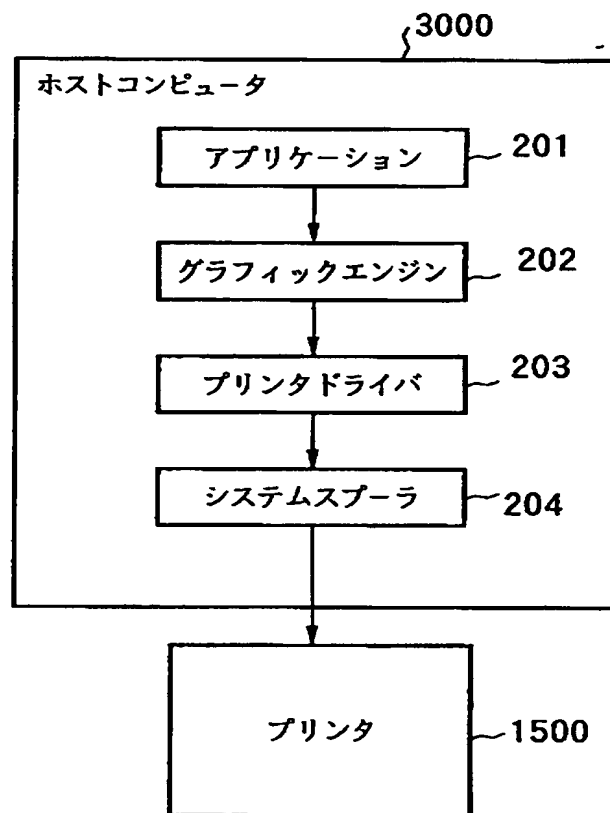 3000
ホストコンピュータ
アプリケーション 201
グラフィックエンジン 202
プリンタドライバ 203
システムスプーラ 204
プリンタ 1500